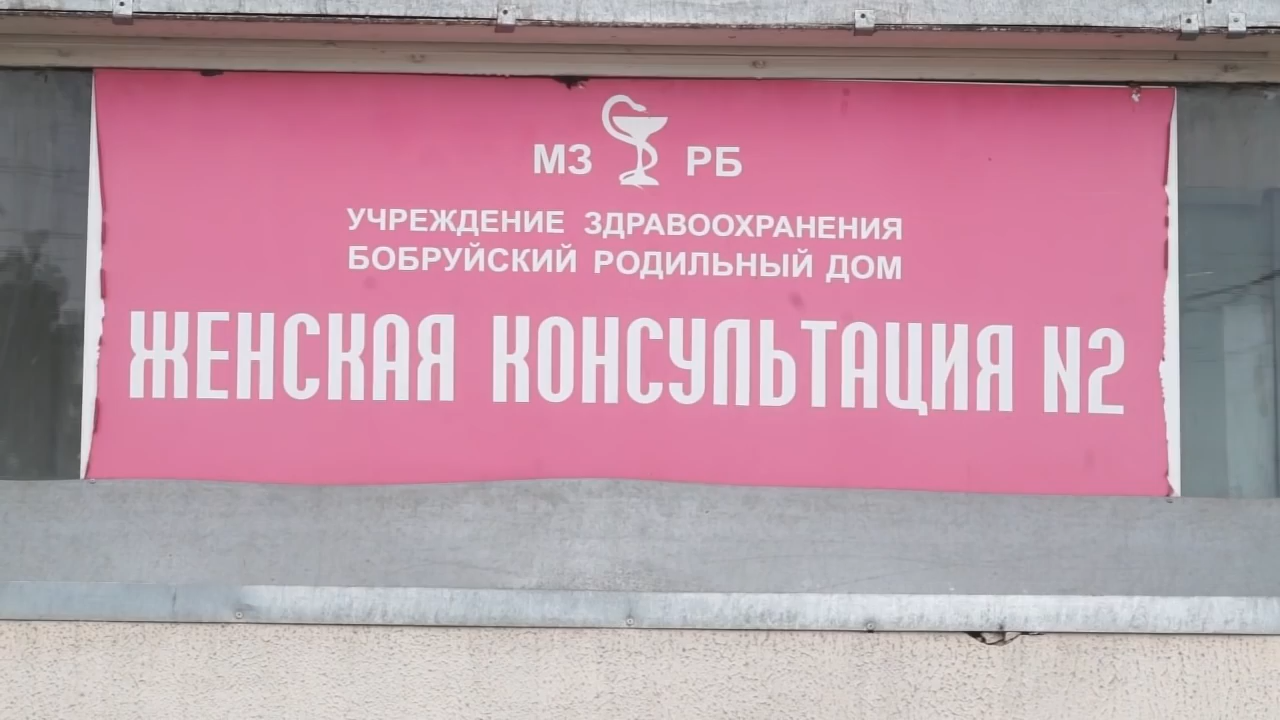 МЗ РБ
УЧРЕЖДЕНИЕ ЗДРАВООХРАНЕНИЯ
БОБРУЙСКИЙ РОДИЛЬНЫЙ ДОМ
ЖЕНСКАЯ КОНСУЛЬТАЦИЯ N2